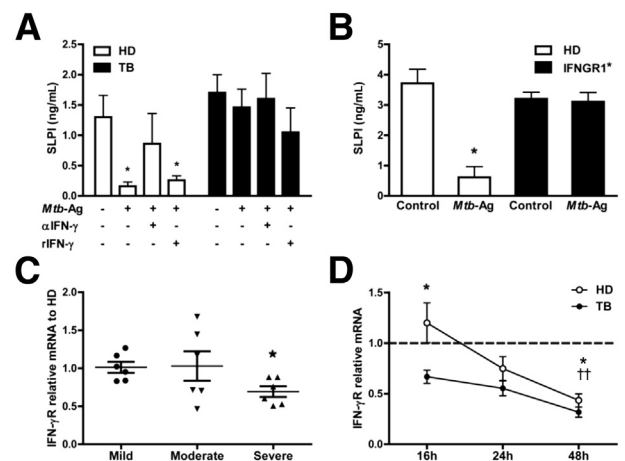 A
SLPI (ng/mL)
2.5
2.0
1.5
1.0
0.5
0.0
HD
TB
* *
Mtb-Ag - + + + - + + +
αIFN-γ - - + - - - + -
rIFN-γ - - - + - - - +
B
SLPI (ng/mL)
5
4
3
2
1
0
HD
IFNGR1*
*
Control Mtb-Ag Control Mtb-Ag
C
IFN-γR relative mRNA to HD
2.0
1.5
1.0
0.5
0.0
★
Mild Moderate Severe
D
IFN-γR relative mRNA
1.5
1.0
0.5
0.0
HD
TB
*
*
††
16h 24h 48h